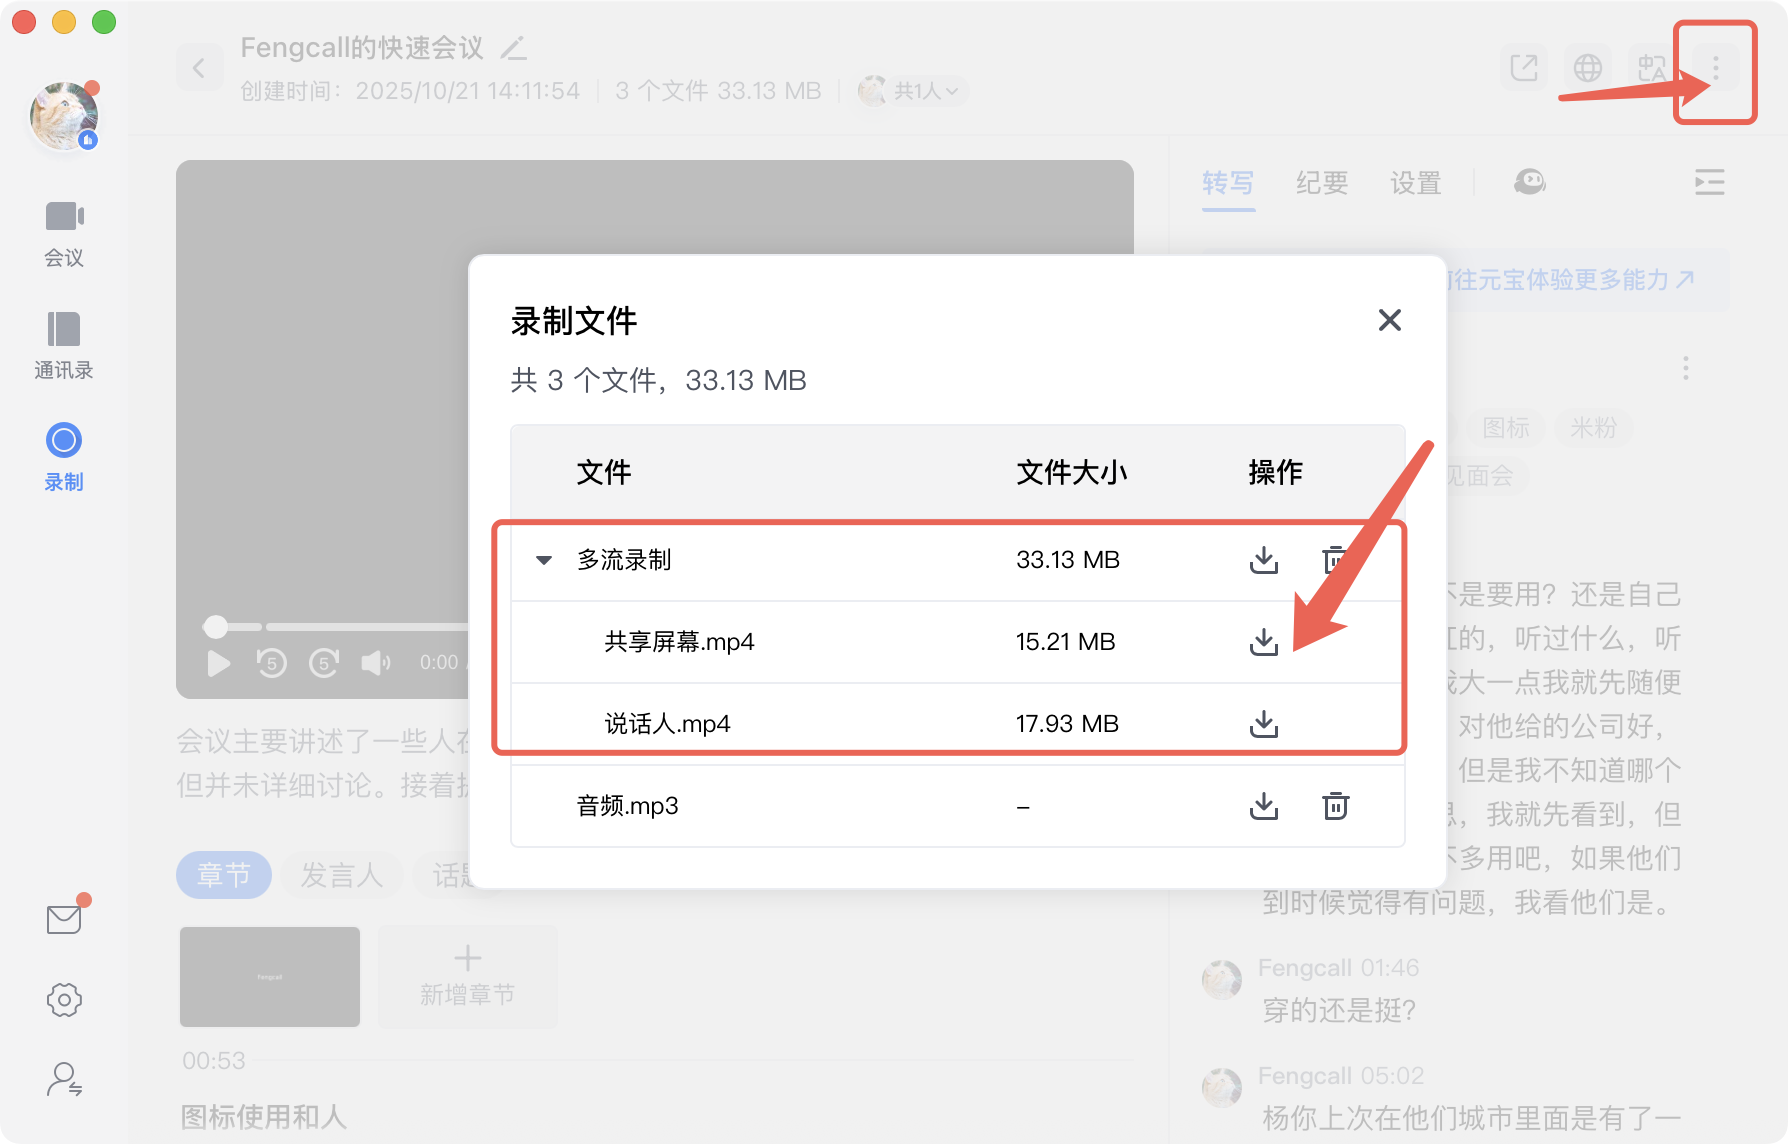 Fengcall的快速会议
创建时间：2025/10/21 14:11:54
3 个文件 33.13 MB
共1人
会议
通讯录
录制
转写
纪要
设置
往元宝体验更多能力
录制文件
共 3 个文件，33.13 MB
文件
文件大小
操作
多流录制
33.13 MB
共享屏幕.mp4
15.21 MB
说话人.mp4
17.93 MB
音频.mp3
–
图标
米粉
见面会
是要用？还是自己
的，听过什么，听
大一点我就先随便
对他给的公司好，
但是我不知道哪个
，我就先看到，但
多用吧，如果他们
到时候觉得有问题，我看他们是。
5
5
0:00
会议主要讲述了一些人
但并未详细讨论。接着
章节
发言人
话
Fengcall
新增章节
00:53
图标使用和人
Fengcall 01:46
穿的还是挺？
Fengcall 05:02
杨你上次在他们城市里面是有了一